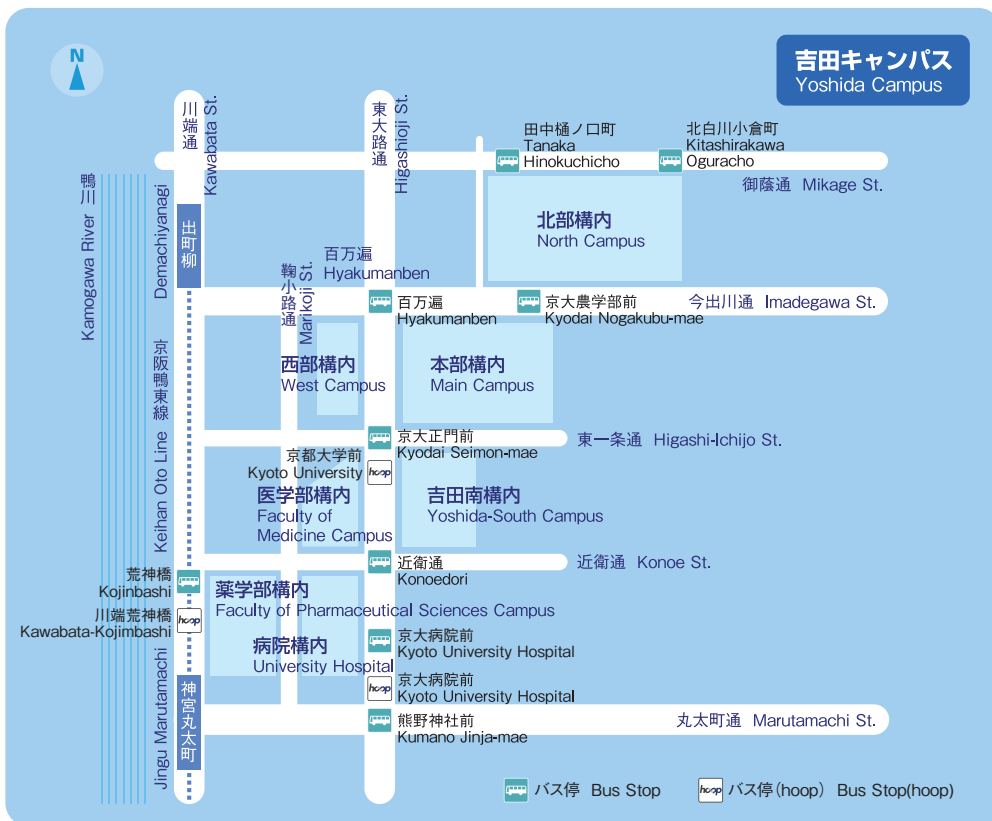 N
吉田キャンパス
Yoshida Campus
川端通
Kawabata St.
東大路通
Higashioji St.
田中樋ノ口町
Tanaka
Hinokuchicho
北白川小倉町
Kitashirakawa
Oguracho
御蔭通 Mikage St.
鴨川
Kamogawa River
Demachiyanagi
出町柳
北部構内
North Campus
百万遍
Hyakumanben
鞠小路通
Marikoji St.
百万遍
Hyakumanben
京大農学部前
Kyodai Nogakubu-mae
今出川通 Imadegawa St.
京阪鴨東線
Keihan Oto Line
西部構内
West Campus
本部構内
Main Campus
京大正門前
Kyodai Seimon-mae
東一条通 Higashi-Ichijo St.
京都大学前
Kyoto University
hoop
医学部構内
Faculty of
Medicine Campus
吉田南構内
Yoshida-South Campus
近衛通
Konoedori
近衛通 Konoe St.
荒神橋
Kojinbashi
薬学部構内
Faculty of Pharmaceutical Sciences Campus
川端荒神橋
Kawabata-Kojimbashi
hoop
病院構内
University Hospital
京大病院前
Kyoto University Hospital
hoop
京大病院前
Kyoto University Hospital
Jingu Marutamachi
神宮丸太町
熊野神社前
Kumano Jinja-mae
丸太町通 Marutamachi St.
バス停 Bus Stop
hoop
バス停(hoop) Bus Stop(hoop)